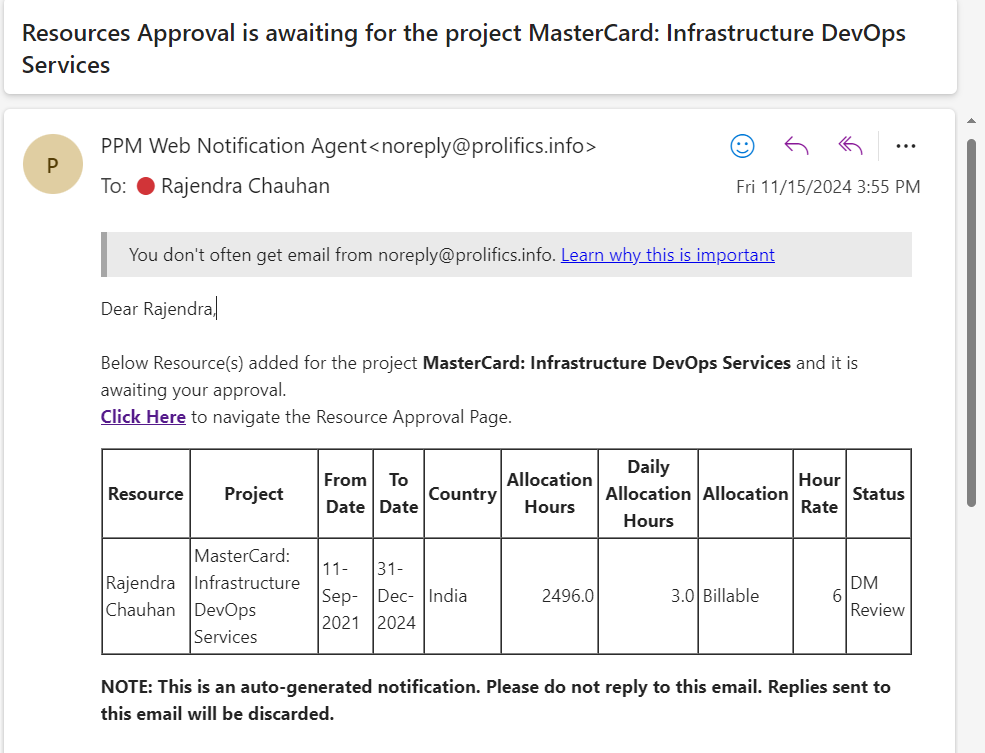 Resources Approval is awaiting for the project MasterCard: Infrastructure DevOps
Services
P
PPM Web Notification Agent<noreply@prolifics.info>
To: Rajendra Chauhan
Fri 11/15/2024 3:55 PM
You don't often get email from noreply@prolifics.info. Learn why this is important
Dear Rajendra,
Below Resource(s) added for the project MasterCard: Infrastructure DevOps Services and it is
awaiting your approval.
Click Here to navigate the Resource Approval Page.
Resource
Project
From
Date
To
Date
Country
Allocation
Hours
Daily
Allocation
Hours
Allocation
Hour
Rate
Status
Rajendra
Chauhan
MasterCard:
Infrastructure
DevOps
Services
11-
Sep-
2021
31-
Dec-
2024
India
2496.0
3.0
Billable
6
DM
Review
NOTE: This is an auto-generated notification. Please do not reply to this email. Replies sent to
this email will be discarded.